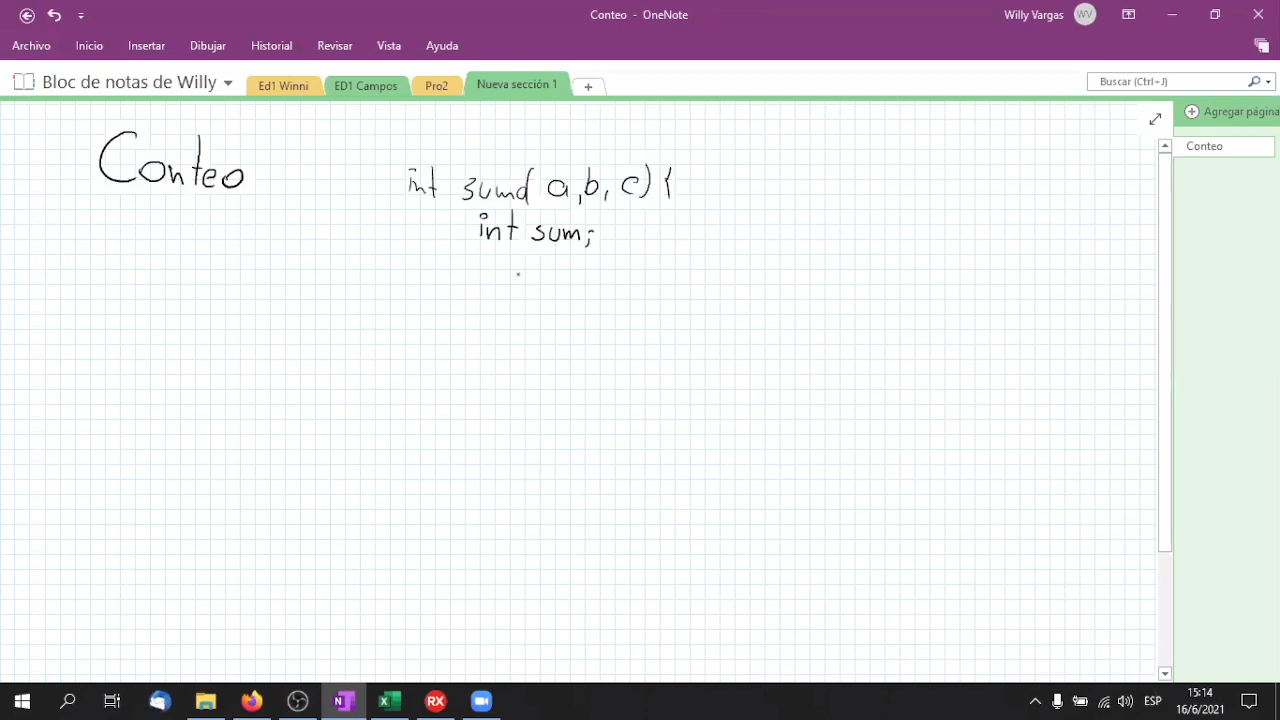 Conteo - OneNote
Willy Vargas WV
Archivo Inicio Insertar Dibujar Historial Revisar Vista Ayuda
Bloc de notas de Willy Ed1 Winni ED1 Campos Pro2 Nueva sección 1 +
Buscar (Ctrl+J)
Agregar página
Conteo
Conteo
int suma( a, b, c) {
int sum;
N
X
RX
ESP
15:14
16/6/2021